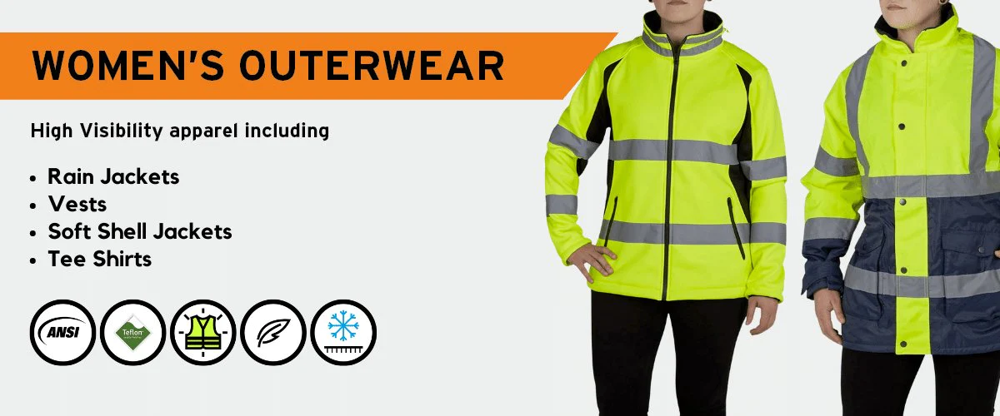 WOMEN'S OUTERWEAR
High Visibility apparel including
• Rain Jackets
• Vests
• Soft Shell Jackets
• Tee Shirts
ANSI
Teflon